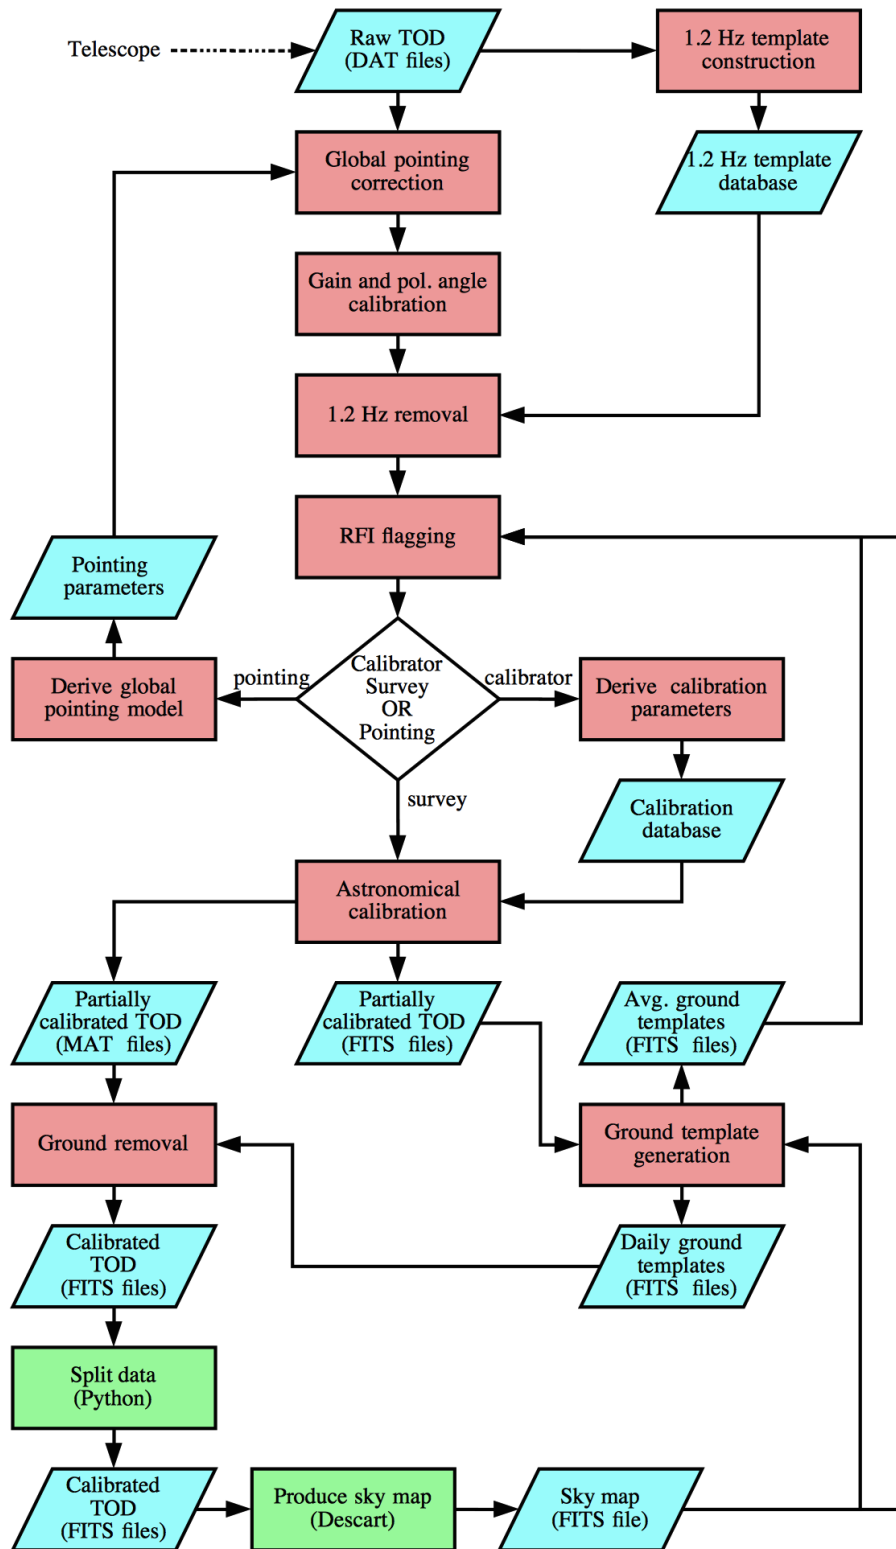 Telescope
Raw TOD
(DAT files)
1.2 Hz template
construction
Global pointing
correction
1.2 Hz template
database
Gain and pol. angle
calibration
1.2 Hz removal
RFI flagging
Pointing
parameters
Derive global
pointing model
pointing
Calibrator
Survey
OR
Pointing
calibrator
Derive calibration
parameters
survey
Calibration
database
Astronomical
calibration
Partially
calibrated TOD
(MAT files)
Partially
calibrated TOD
(FITS files)
Avg. ground
templates
(FITS files)
Ground removal
Ground template
generation
Calibrated
TOD
(FITS files)
Daily ground
templates
(FITS files)
Split data
(Python)
Calibrated
TOD
(FITS files)
Produce sky map
(Descart)
Sky map
(FITS file)